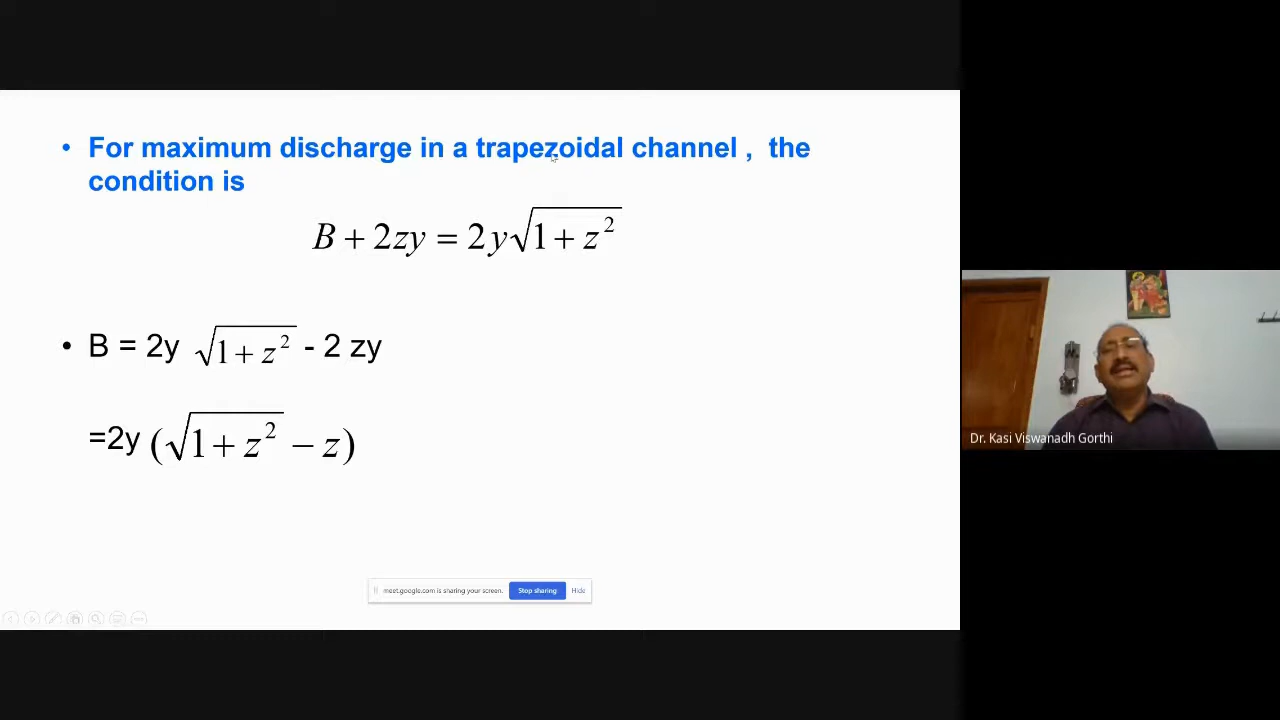 • For maximum discharge in a trapezoidal channel , the
condition is
B + 2zy = 2y√1 + z²
• B = 2y √1 + z² - 2 zy
=2y (√1 + z² − z)
meet.google.com is sharing your screen. Stop sharing Hide
Dr. Kasi Viswanadh Gorthi